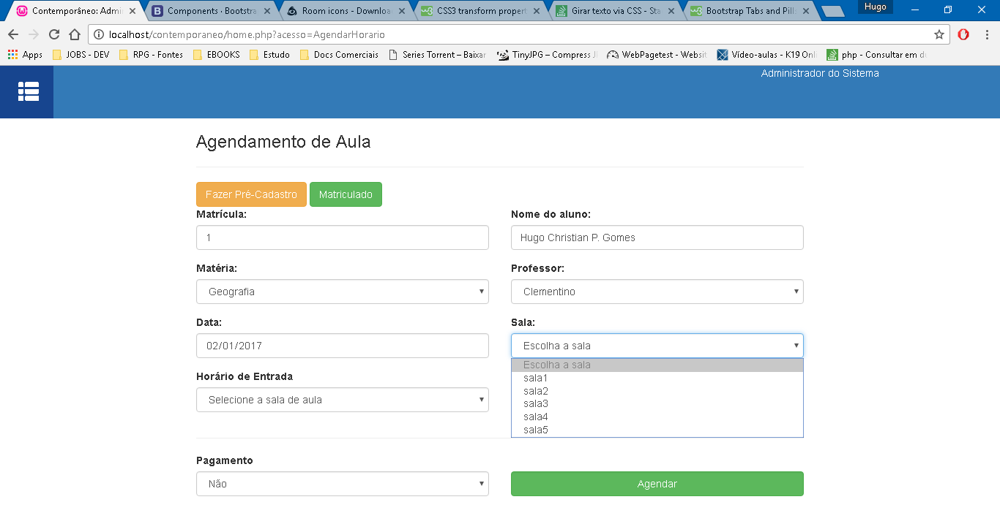 Contemporâneo: Admi
Components · Bootstra
Room icons - Downloa
CSS3 transform propert
Girar texto via CSS - Sta
Bootstrap Tabs and Pill
Hugo
localhost/contemporaneo/home.php?acesso=AgendarHorario
Apps
JOBS - DEV
RPG - Fontes
EBOOKS
Estudo
Docs Comerciais
Series Torrent – Baixar
TinyJPG – Compress J
WebPagetest - Websit
Vídeo-aulas - K19 Onl
php - Consultar em d
Administrador do Sistema
Agendamento de Aula
Fazer Pré-Cadastro
Matriculado
Matrícula:
Nome do aluno:
1
Hugo Christian P. Gomes
Matéria:
Professor:
Geografia
Clementino
Data:
Sala:
02/01/2017
Escolha a sala
Escolha a sala
sala1
sala2
sala3
sala4
sala5
Horário de Entrada
Selecione a sala de aula
Pagamento
Não
Agendar